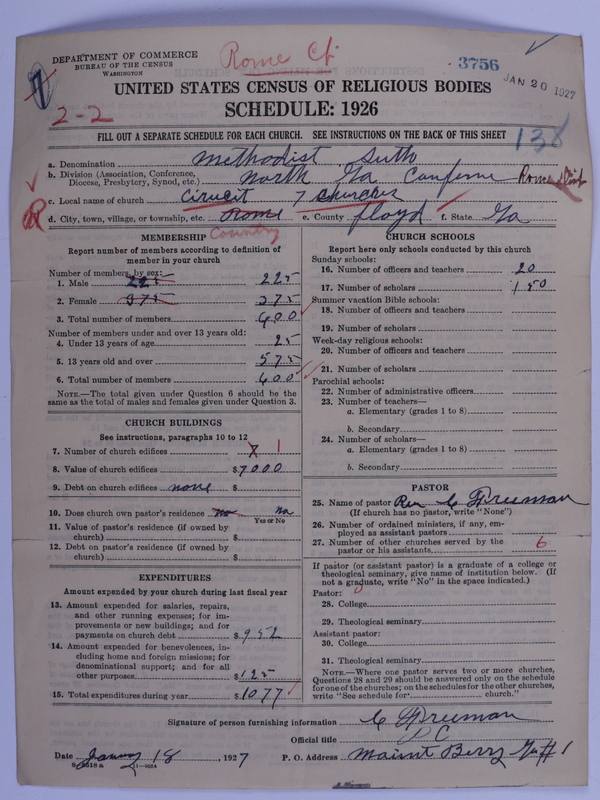 DEPARTMENT OF COMMERCE
BUREAU OF THE CENSUS
WASHINGTON
Rome Ct.
3756
JAN 20 1927
2-2
UNITED STATES CENSUS OF RELIGIOUS BODIES
SCHEDULE: 1926
138
FILL OUT A SEPARATE SCHEDULE FOR EACH CHURCH. SEE INSTRUCTIONS ON THE BACK OF THIS SHEET
a. Denomination Methodist Suth
b. Division (Association, Conference, Diocese, Presbytery, Synod, etc.) North Ga Conferne Rome Dist
c. Local name of church Circuit 7 churches
R
d. City, town, village, or township, etc. Rome e. County floyd f. State Ga
Country
MEMBERSHIP
Report number of members according to definition of
member in your church
Number of members by sex:
1. Male 225 225
2. Female 375 375
3. Total number of members 600
Number of members under and over 13 years old:
4. Under 13 years of age 25
5. 13 years old and over 575
6. Total number of members 600
NOTE.—The total given under Question 6 should be
same as the total of males and females given under Question 3.
CHURCH BUILDINGS
See instructions, paragraphs 10 to 12
7. Number of church edifices 7 1
8. Value of church edifices $7000
9. Debt on church edifices none $
10. Does church own pastor's residence no no
Yes or No
11. Value of pastor's residence (if owned by
church) $
12. Debt on pastor's residence (if owned by
church) $
EXPENDITURES
Amount expended by your church during last fiscal year
13. Amount expended for salaries, repairs,
and other running expenses; for im-
provements or new buildings; and for
payments on church debt $952
14. Amount expended for benevolences, in-
cluding home and foreign missions; for
denominational support; and for all
other purposes $125
15. Total expenditures during year $1077
CHURCH SCHOOLS
Report here only schools conducted by this church
Sunday schools:
16. Number of officers and teachers 20
17. Number of scholars 150
Summer vacation Bible schools:
18. Number of officers and teachers
19. Number of scholars
Week-day religious schools:
20. Number of officers and teachers
21. Number of scholars
Parochial schools:
22. Number of administrative officers
23. Number of teachers—
a. Elementary (grades 1 to 8)
b. Secondary
24. Number of scholars—
a. Elementary (grades 1 to 8)
b. Secondary
PASTOR
25. Name of pastor Rev C Freeman
(If church has no pastor, write "None")
26. Number of ordained ministers, if any, em-
ployed as assistant pastors
27. Number of other churches served by the
pastor or his assistants 6
If pastor (or assistant pastor) is a graduate of a college or
theological seminary, give name of institution below. (If
not a graduate, write "No" in the space indicated.)
Pastor:
28. College
29. Theological seminary
Assistant pastor:
30. College
31. Theological seminary
NOTE.—Where one pastor serves two or more churches,
Questions 28 and 29 should be answered only on the schedule
for one of the churches; on the schedules for the other churches,
write "See schedule for church."
Signature of person furnishing information C Freeman
Official title P C
Date January 18, 1927 P. O. Address Mount Berry Ga #1